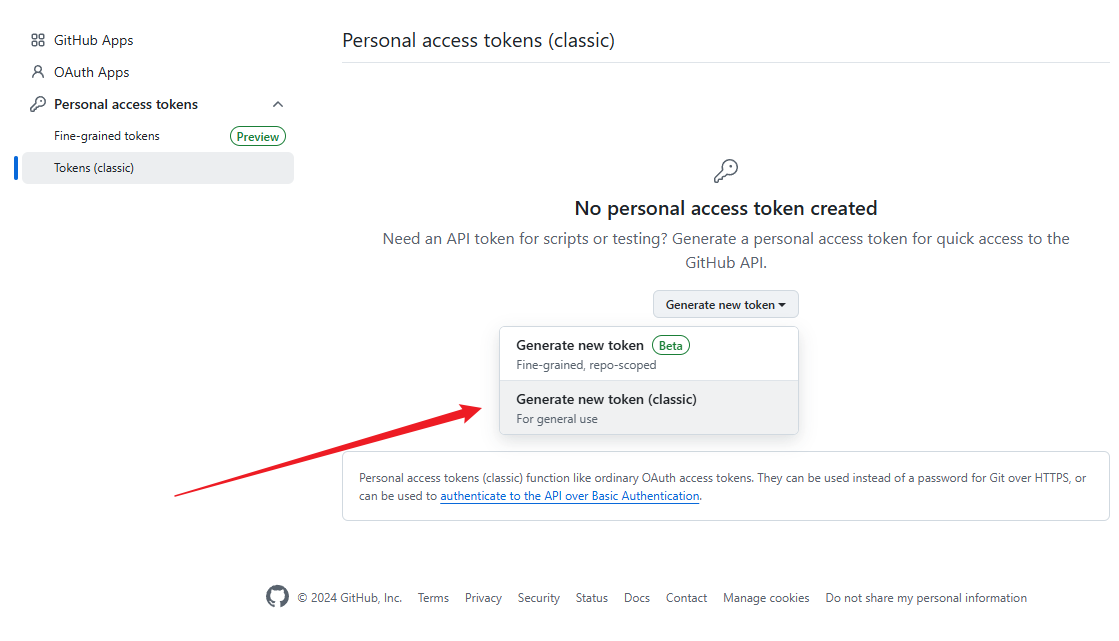 GitHub Apps
OAuth Apps
Personal access tokens
Fine-grained tokens Preview
Tokens (classic)
Personal access tokens (classic)
No personal access token created
Need an API token for scripts or testing? Generate a personal access token for quick access to the
GitHub API.
Generate new token
Generate new token Beta
Fine-grained, repo-scoped
Generate new token (classic)
For general use
Personal access tokens (classic) function like ordinary OAuth access tokens. They can be used instead of a password for Git over HTTPS, or
can be used to authenticate to the API over Basic Authentication.
© 2024 GitHub, Inc. Terms Privacy Security Status Docs Contact Manage cookies Do not share my personal information